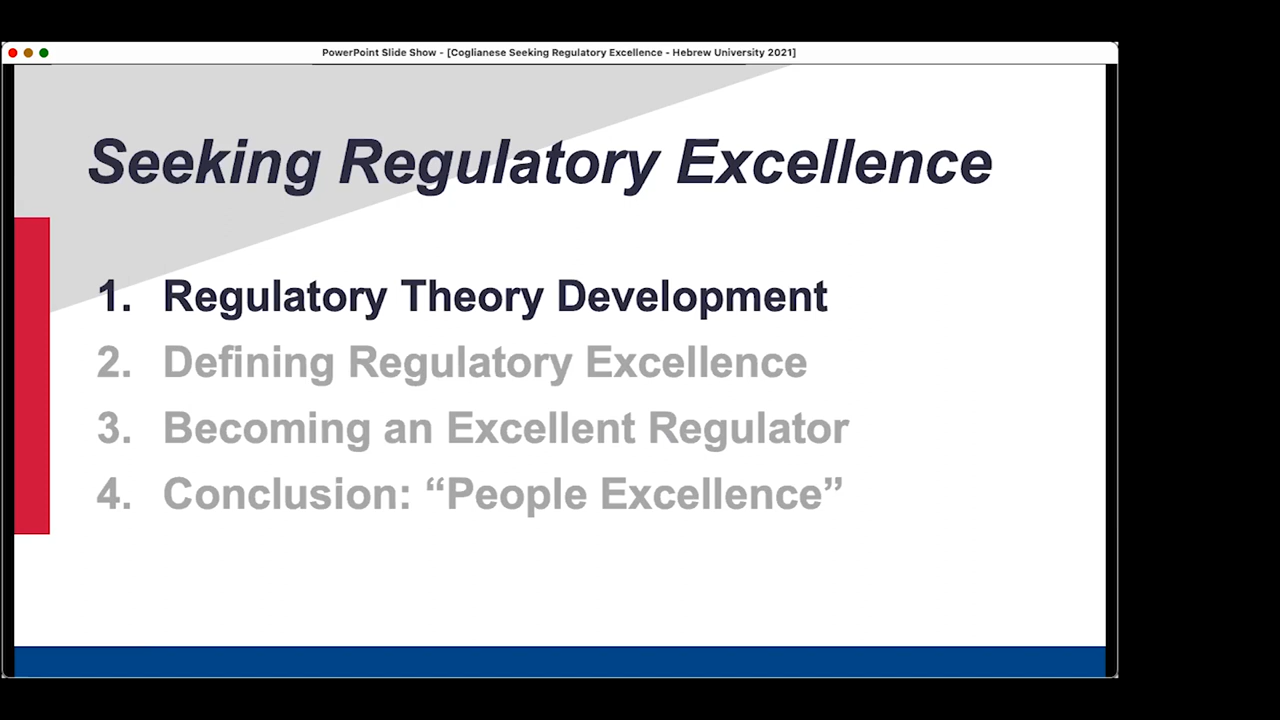 PowerPoint Slide Show - [Coglianese Seeking Regulatory Excellence - Hebrew University 2021]
Seeking Regulatory Excellence
1. Regulatory Theory Development
2. Defining Regulatory Excellence
3. Becoming an Excellent Regulator
4. Conclusion: “People Excellence”